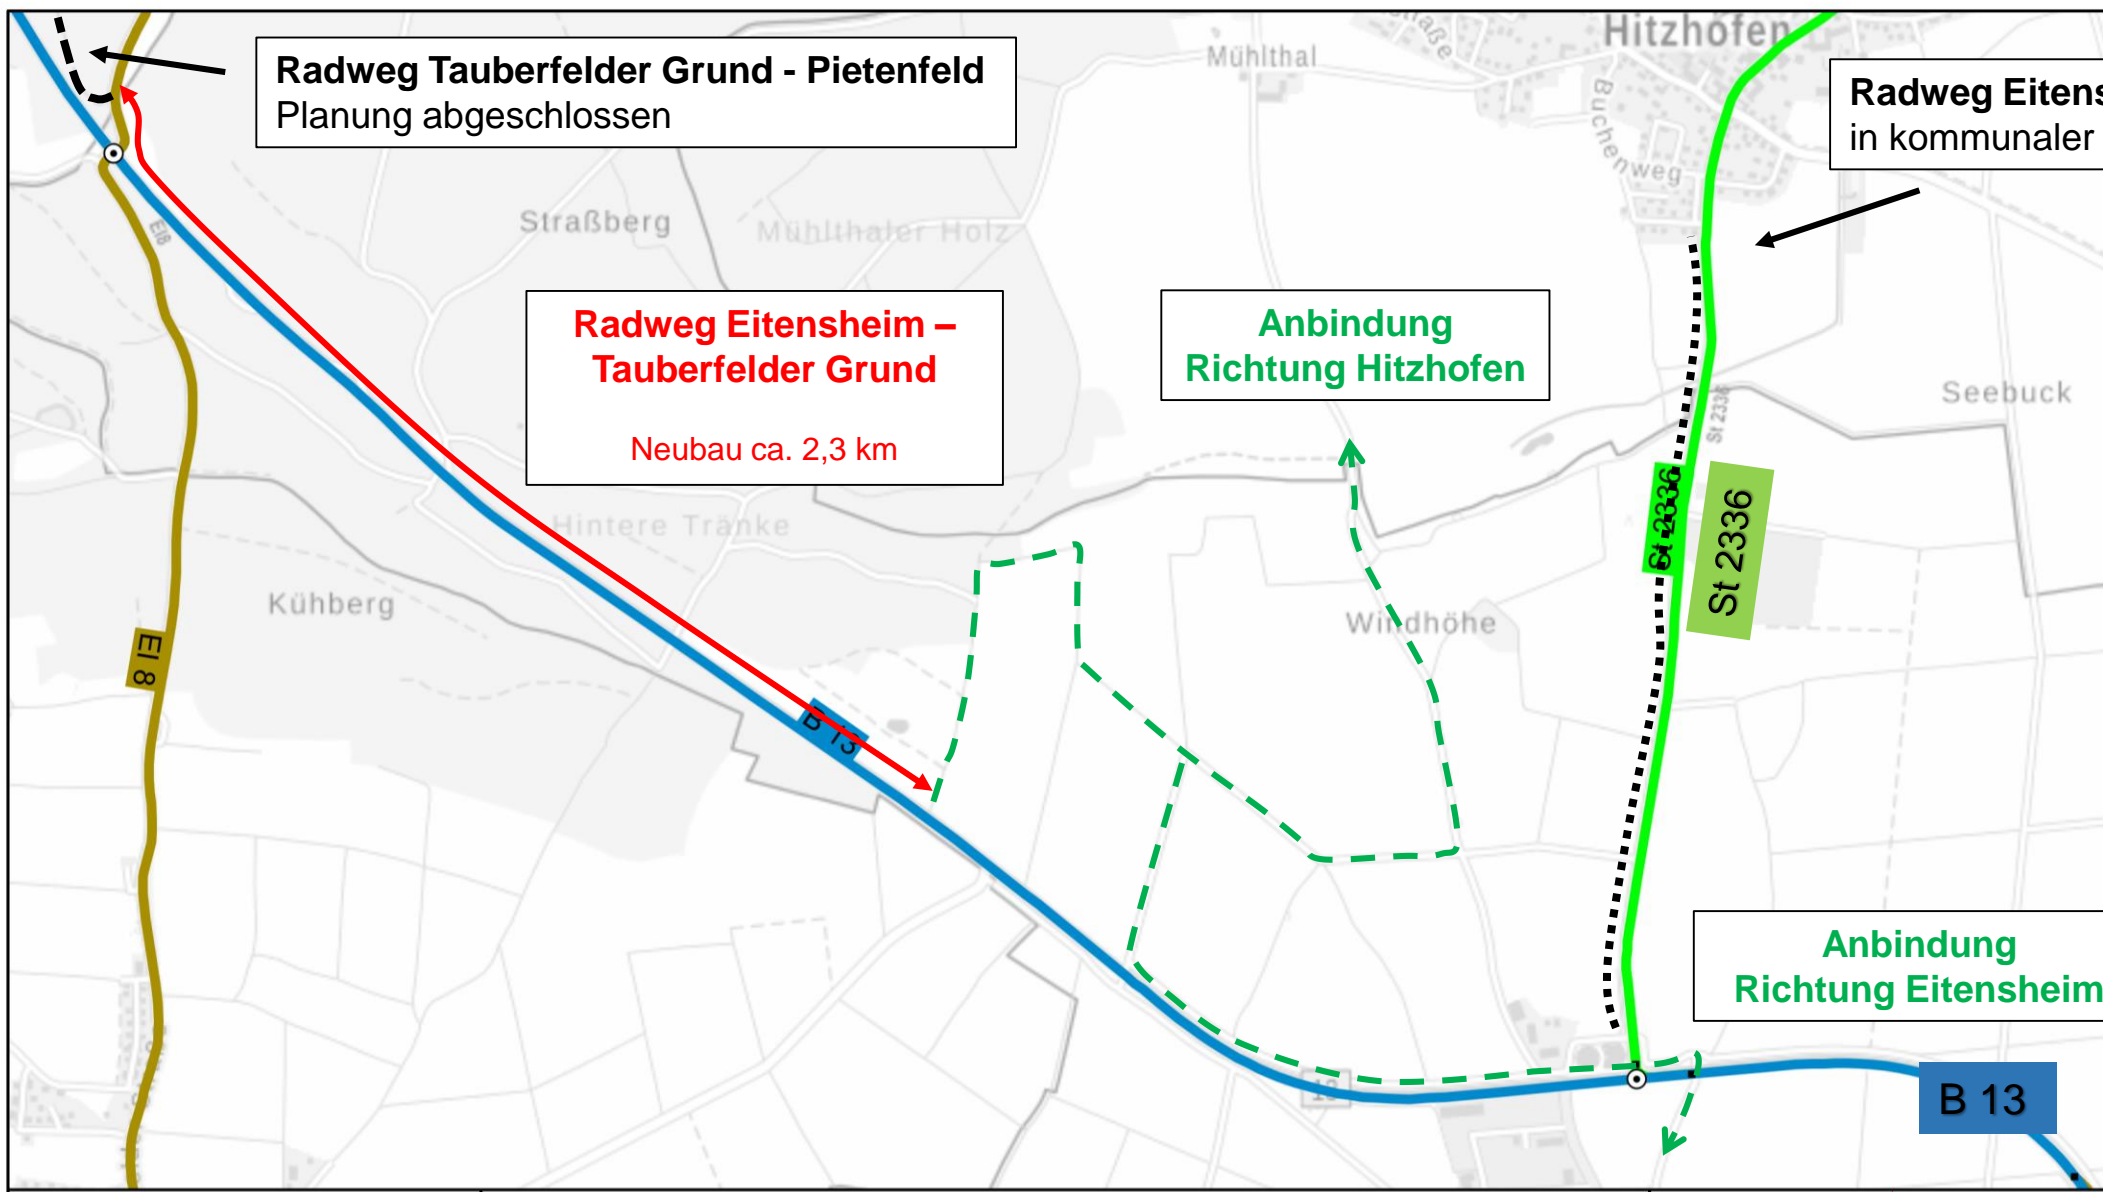 Radweg Tauberfelder Grund - Pietenfeld
Planung abgeschlossen
Mühlthal
Hitzhofen
Buchenweg
Radweg Eitens
in kommunaler
EI8
Straßberg
Mühlthaler Holz
Radweg Eitensheim –
Tauberfelder Grund
Neubau ca. 2,3 km
Anbindung
Richtung Hitzhofen
Seebuck
St 2336
St 2336
St 2336
Hintere Tränke
Kühberg
Windhöhe
EI 8
B 13
Anbindung
Richtung Eitensheim
13
B 13